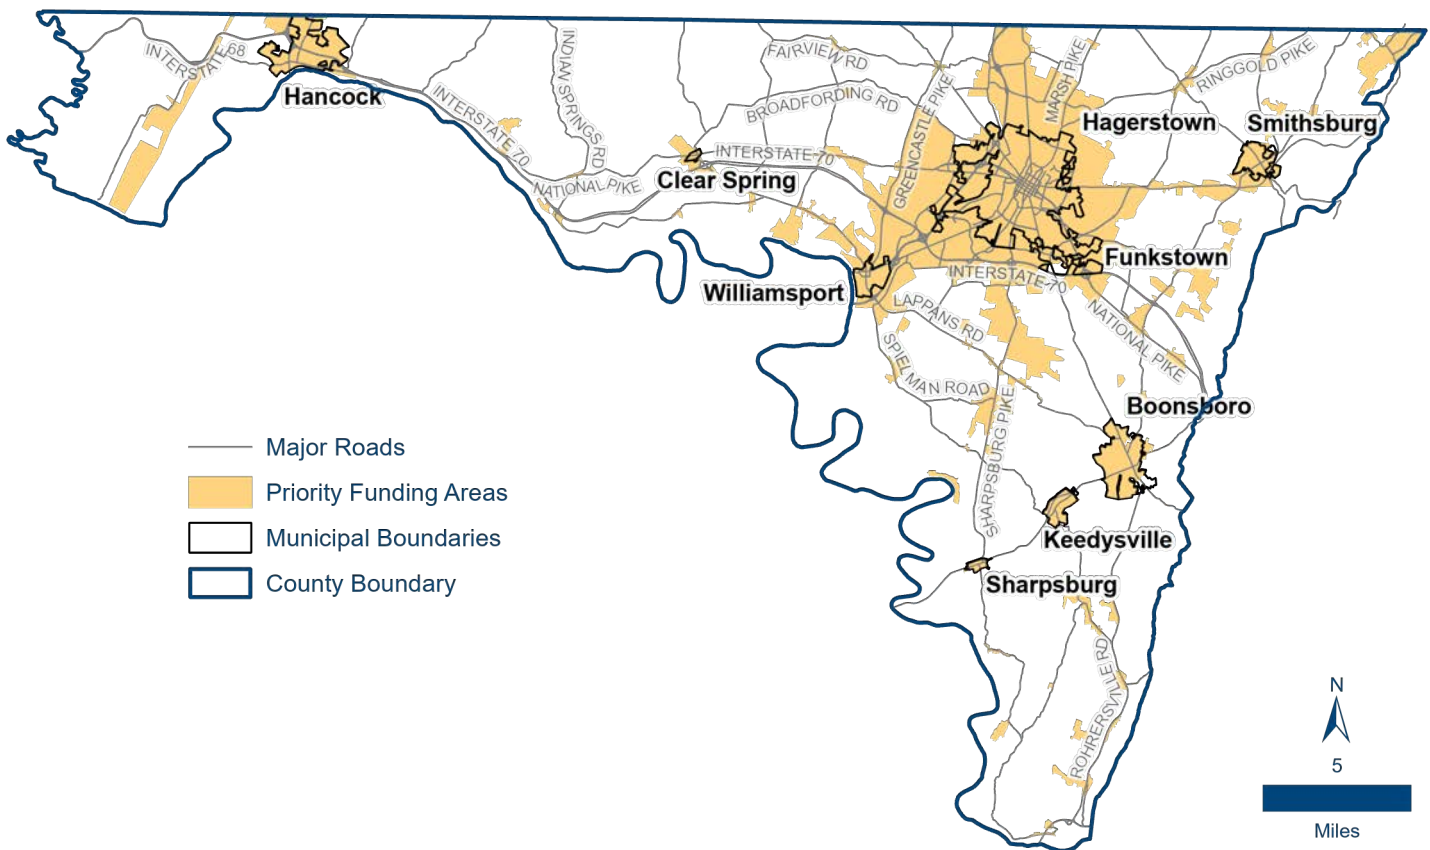 INTERSTATE 68
Hancock
INTERSTATE 70
INDIAN SPRINGS RD
NATIONAL PIKE
FAIRVIEW RD
BROADFORDING RD
INTERSTATE 70
Clear Spring
GREENCASTLE PIKE
MARSH PIKE
RINGGOLD PIKE
Hagerstown
Smithsburg
Funkstown
INTERSTATE 70
Williamsport
LAPPANS RD
NATIONAL PIKE
SPIELMAN ROAD
SHARPSBURG PIKE
Boonsboro
Keedysville
Sharpsburg
ROHRERSVILLE RD
Major Roads
Priority Funding Areas
Municipal Boundaries
County Boundary
N
5
Miles